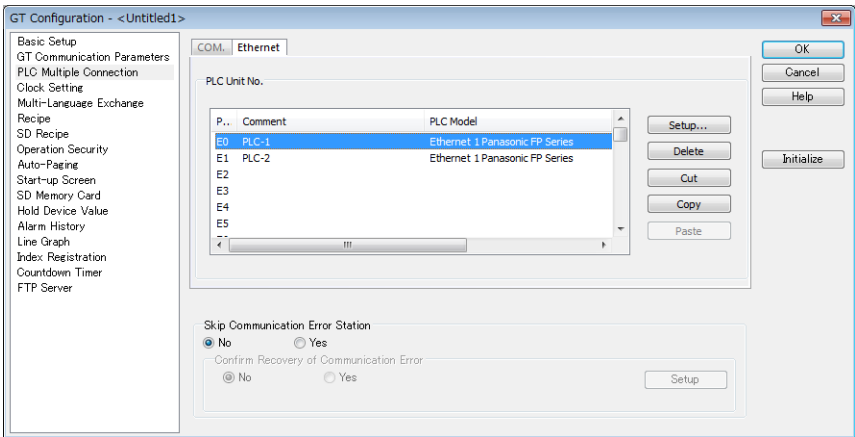 GT Configuration - <Untitled1>
Basic Setup
GT Communication Parameters
PLC Multiple Connection
Clock Setting
Multi-Language Exchange
Recipe
SD Recipe
Operation Security
Auto-Paging
Start-up Screen
SD Memory Card
Hold Device Value
Alarm History
Line Graph
Index Registration
Countdown Timer
FTP Server
COM. Ethernet
PLC Unit No.
P... Comment PLC Model
E0 PLC-1 Ethernet 1 Panasonic FP Series
E1 PLC-2 Ethernet 1 Panasonic FP Series
E2
E3
E4
E5
Setup...
Delete
Cut
Copy
Paste
Skip Communication Error Station
No Yes
Confirm Recovery of Communication Error
No Yes
Setup
OK
Cancel
Help
Initialize